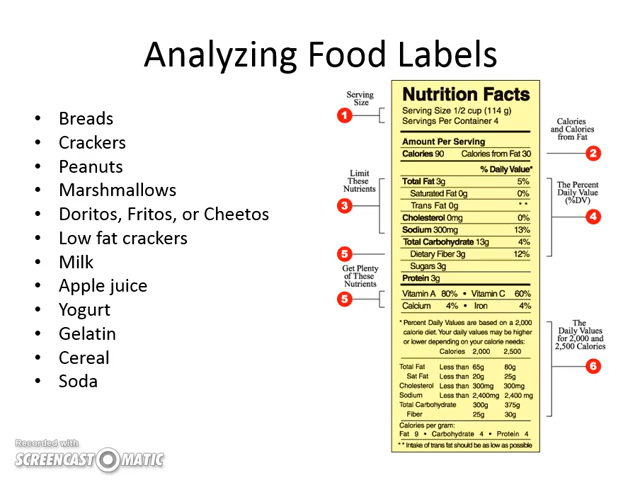 Analyzing Food Labels
• Breads
• Crackers
• Peanuts
• Marshmallows
• Doritos, Fritos, or Cheetos
• Low fat crackers
• Milk
• Apple juice
• Yogurt
• Gelatin
• Cereal
• Soda
Serving
Size
1
Limit
These
Nutrients
3
5
Get Plenty
of These
Nutrients
5
Nutrition Facts
Serving Size 1/2 cup (114 g)
Servings Per Container 4
Amount Per Serving
Calories 90 Calories from Fat 30
% Daily Value*
Total Fat 3g 5%
Saturated Fat 0g 0%
Trans Fat 0g **
Cholesterol 0mg 0%
Sodium 300mg 13%
Total Carbohydrate 13g 4%
Dietary Fiber 3g 12%
Sugars 3g
Protein 3g
Vitamin A 80% • Vitamin C 60%
Calcium 4% • Iron 4%
* Percent Daily Values are based on a 2,000
calorie diet. Your daily values may be higher
or lower depending on your calorie needs:
Calories 2,000 2,500
Total Fat Less than 65g 80g
Sat Fat Less than 20g 25g
Cholesterol Less than 300mg 300mg
Sodium Less than 2,400mg 2,400 mg
Total Carbohydrate 300g 375g
Fiber 25g 30g
Calories per gram:
Fat 9 • Carbohydrate 4 • Protein 4
** Intake of trans fat should be as low as possible
Calories
and Calories
from Fat
2
The Percent
Daily Value
(%DV)
4
The
Daily Values
for 2,000 and
2,500 Calories
6
Recorded with
SCREENCAST-O-MATIC